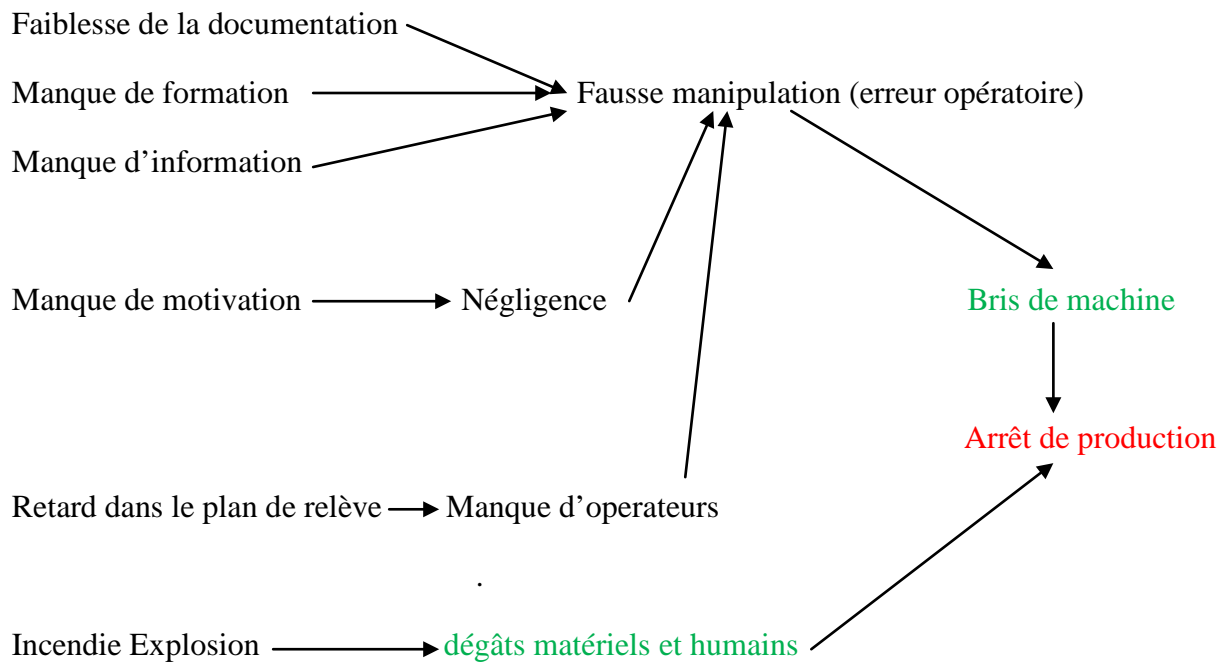 Faiblesse de la documentation
Manque de formation
Fausse manipulation (erreur opératoire)
Manque d’information
Manque de motivation
Négligence
Bris de machine
Arrêt de production
Retard dans le plan de relève
Manque d’operateurs
.
Incendie Explosion
dégâts matériels et humains